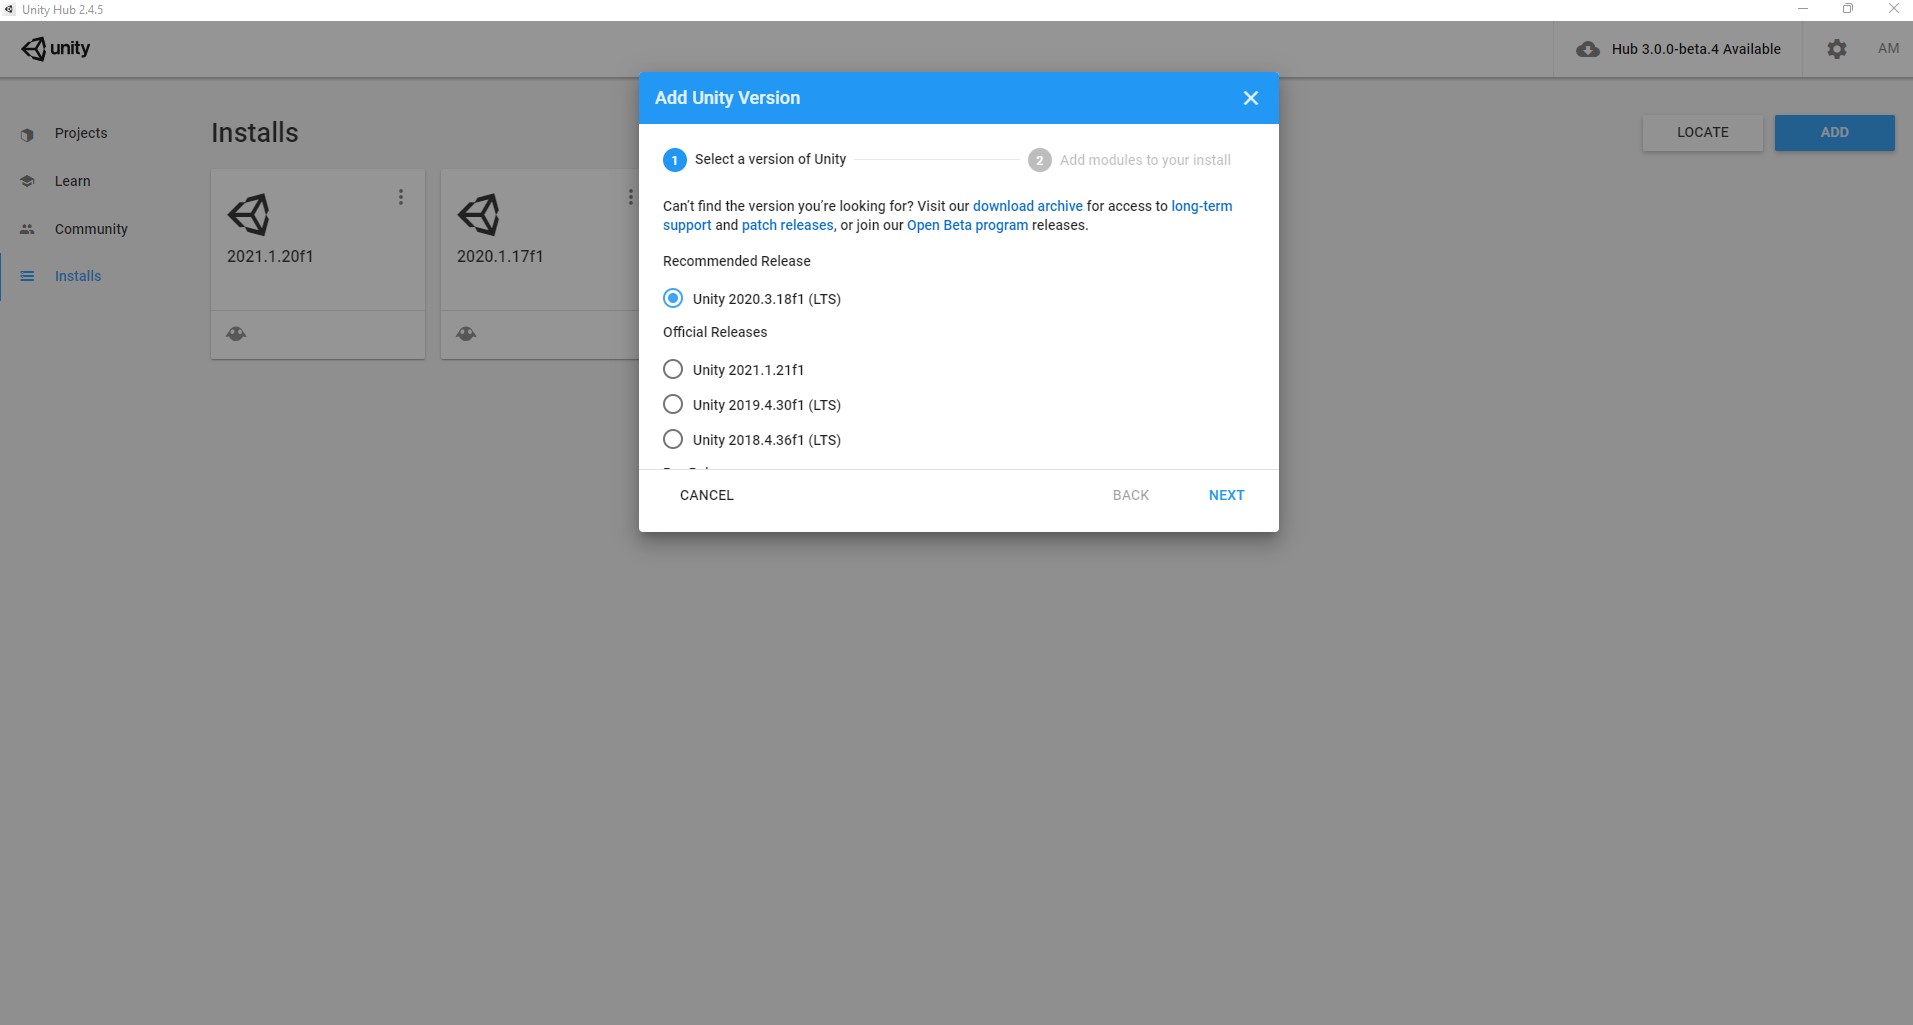 Unity Hub 2.4.5
unity
Hub 3.0.0-beta.4 Available
AM
Projects
Learn
Community
Installs
Installs
LOCATE
ADD
2021.1.20f1
2020.1.17f1
Add Unity Version
1 Select a version of Unity
2 Add modules to your install
Can't find the version you're looking for? Visit our download archive for access to long-term
support and patch releases, or join our Open Beta program releases.
Recommended Release
Unity 2020.3.18f1 (LTS)
Official Releases
Unity 2021.1.21f1
Unity 2019.4.30f1 (LTS)
Unity 2018.4.36f1 (LTS)
CANCEL
BACK
NEXT